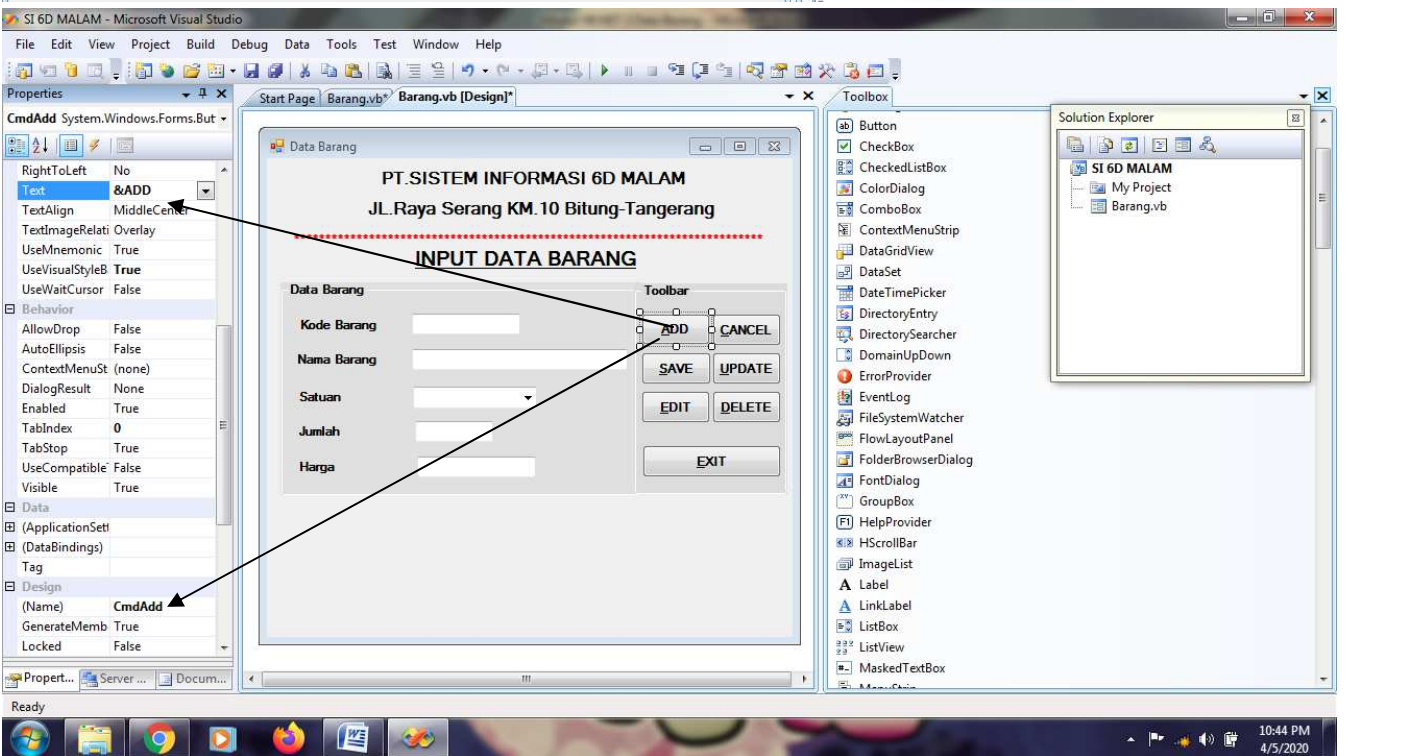 SI 6D MALAM - Microsoft Visual Studio
File Edit View Project Build Debug Data Tools Test Window Help
Properties
CmdAdd System.Windows.Forms.But
RightToLeft No
Text &ADD
TextAlign MiddleCenter
TextImageRelati Overlay
UseMnemonic True
UseVisualStyleB True
UseWaitCursor False
Behavior
AllowDrop False
AutoEllipsis False
ContextMenuSt (none)
DialogResult None
Enabled True
TabIndex 0
TabStop True
UseCompatible False
Visible True
Data
(ApplicationSett
(DataBindings)
Tag
Design
(Name) CmdAdd
GenerateMemb True
Locked False
Propert... Server ... Docum...
Start Page Barang.vb* Barang.vb [Design]*
Data Barang
PT.SISTEM INFORMASI 6D MALAM
JL.Raya Serang KM.10 Bitung-Tangerang
INPUT DATA BARANG
Data Barang
Kode Barang
Nama Barang
Satuan
Jumlah
Harga
Toolbar
ADD CANCEL
SAVE UPDATE
EDIT DELETE
EXIT
Toolbox
Button
CheckBox
CheckedListBox
ColorDialog
ComboBox
ContextMenuStrip
DataGridView
DataSet
DateTimePicker
DirectoryEntry
DirectorySearcher
DomainUpDown
ErrorProvider
EventLog
FileSystemWatcher
FlowLayoutPanel
FolderBrowserDialog
FontDialog
GroupBox
HelpProvider
HScrollBar
ImageList
Label
LinkLabel
ListBox
ListView
MaskedTextBox
MenuStrip
Solution Explorer
SI 6D MALAM
My Project
Barang.vb
Ready
10:44 PM
4/5/2020